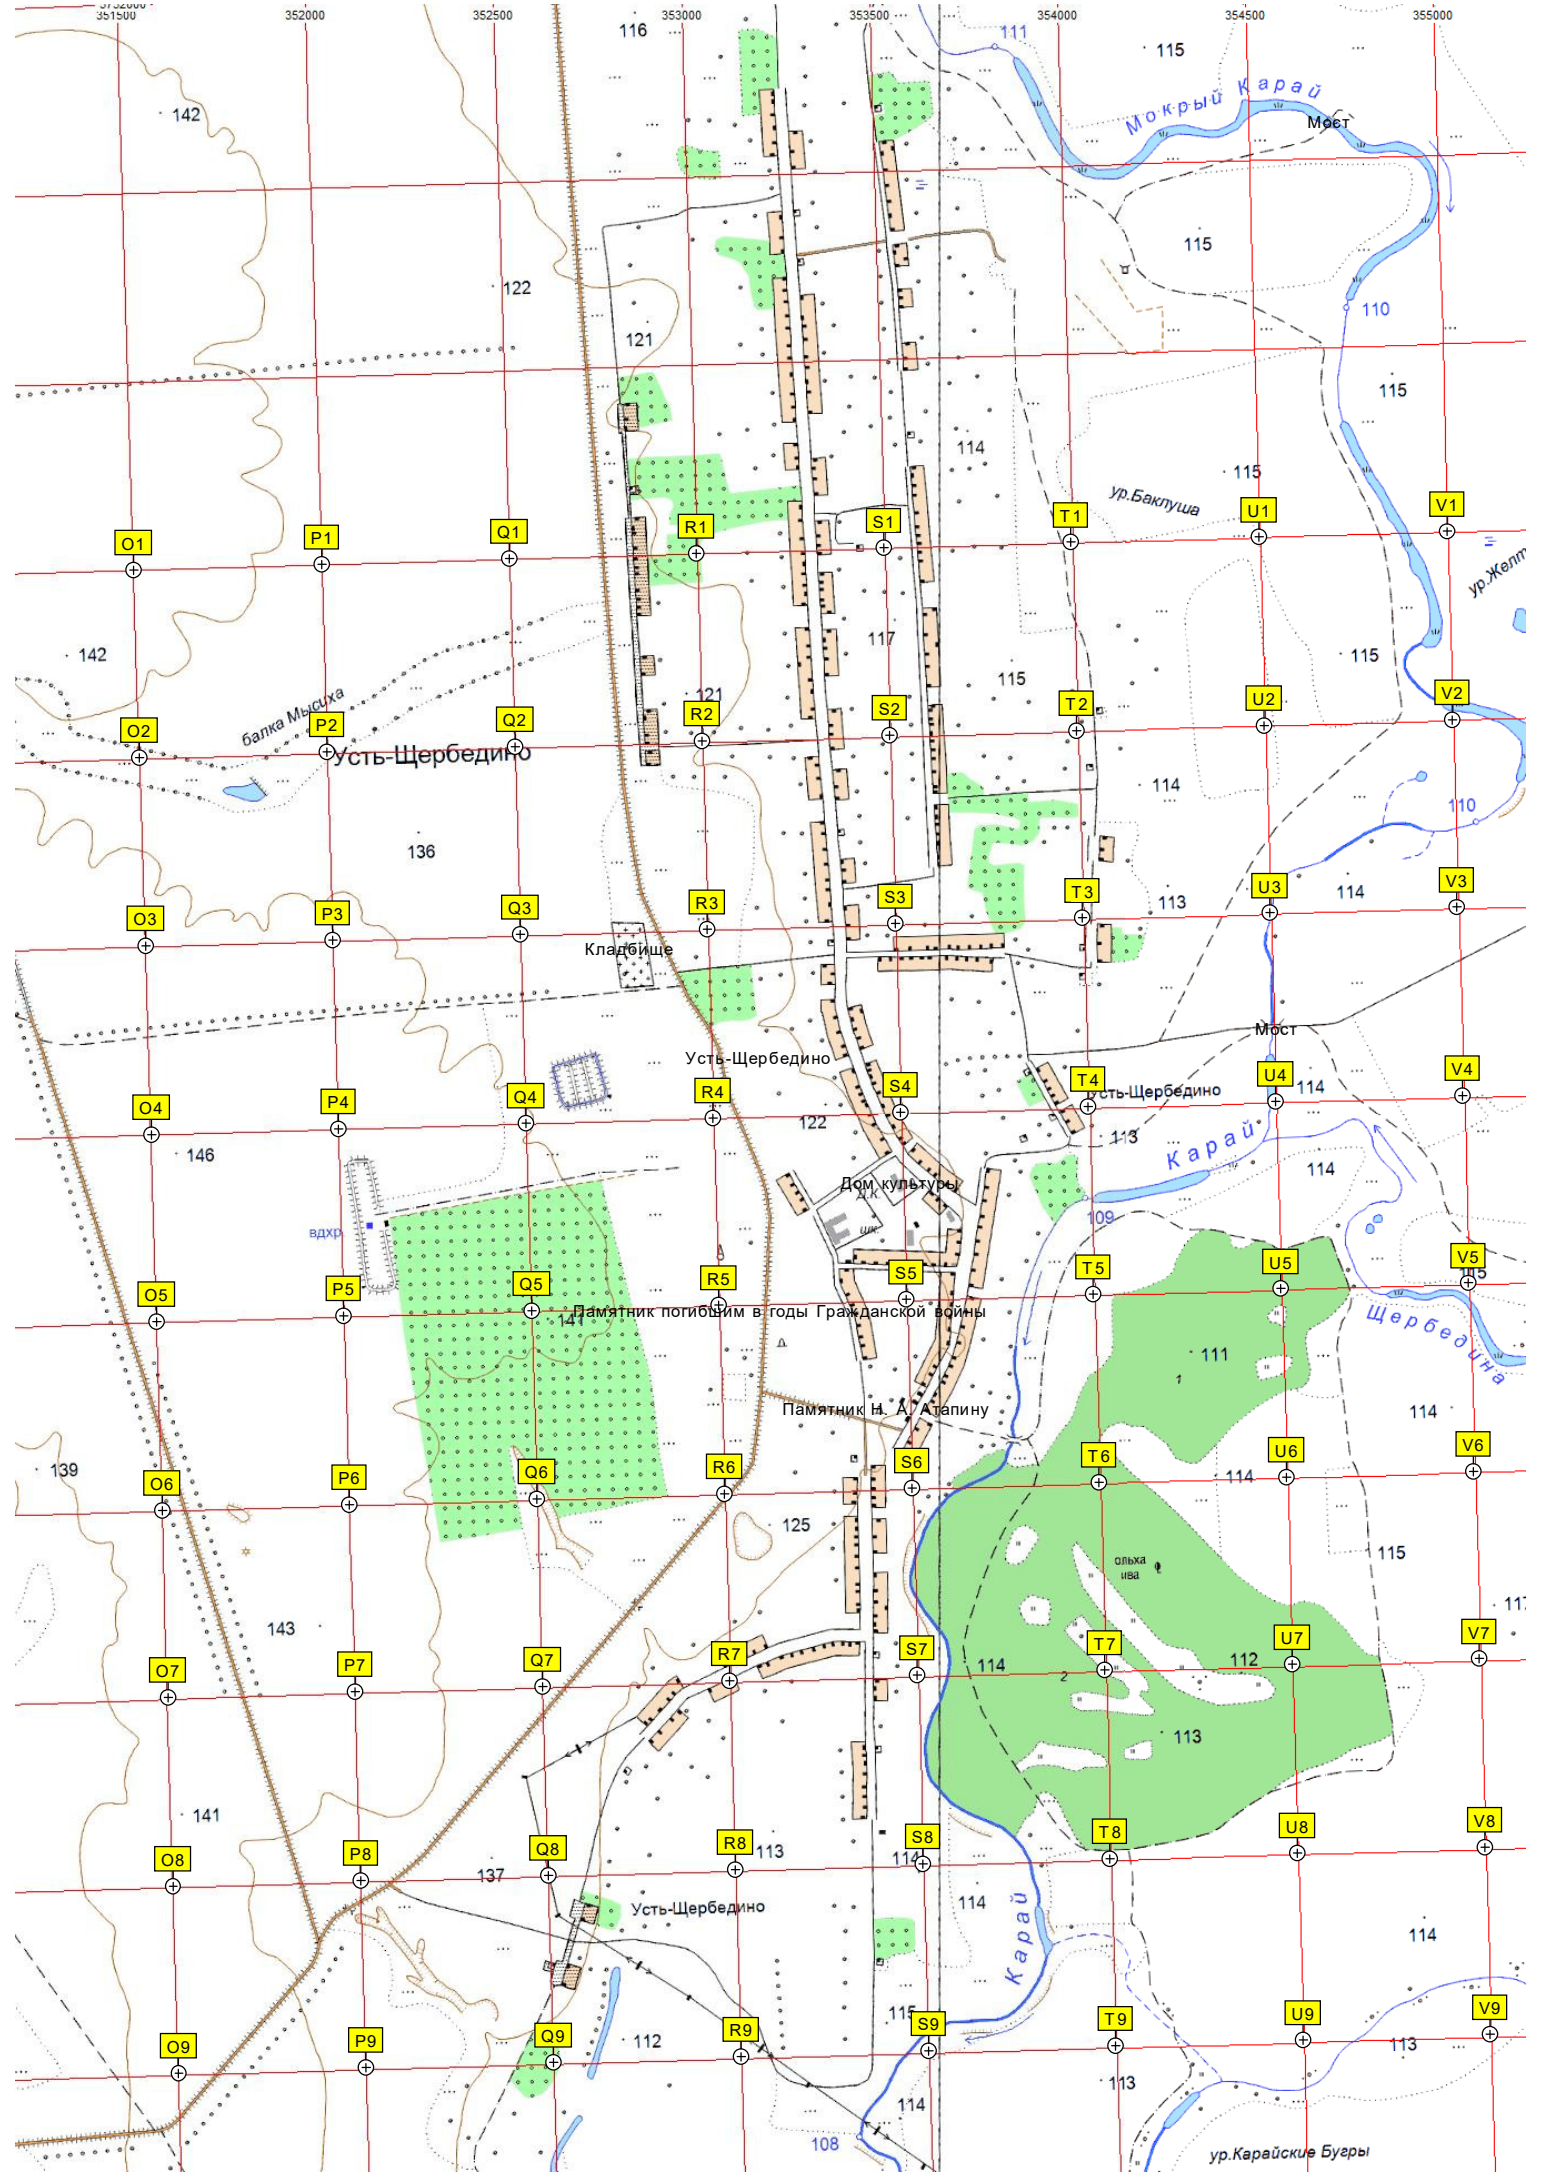 351500 352000 352500 353000 353500 354000 354500 355000
116
111
115
Мокрый Карай
Мост
142
115
122
110
121
115
114
115
ур.Баклуша
O1 P1 Q1 R1 S1 T1 U1 V1
117
142
115
115
121
балка Мысиха
O2 P2 Q2 R2 S2 T2 U2 V2
Усть-Щербедино
114
110
136
114
113
O3 P3 Q3 R3 S3 T3 U3 V3
Кладбище
Мост
Усть-Щербедино
114
Усть-Щербедино
O4 P4 Q4 R4 S4 T4 U4 V4
122
113
Карай
146
114
Дом культуры
шк.
109
вдхр
O5 P5 Q5 R5 S5 T5 U5 V5
115
Памятник погибшим в годы Гражданской войны
141
Щербедина
111
1
Памятник Н. А. Атапину
114
139
114
O6 P6 Q6 R6 S6 T6 U6 V6
125
115
ольха
ива
143
114
112
2
O7 P7 Q7 R7 S7 T7 U7 V7
113
141
O8 P8 Q8 R8 S8 T8 U8 V8
137
113
114
114
Усть-Щербедино
Карай
114
115
112
113
O9 P9 Q9 R9 S9 T9 U9 V9
113
114
108
ур.Карайские Бугры